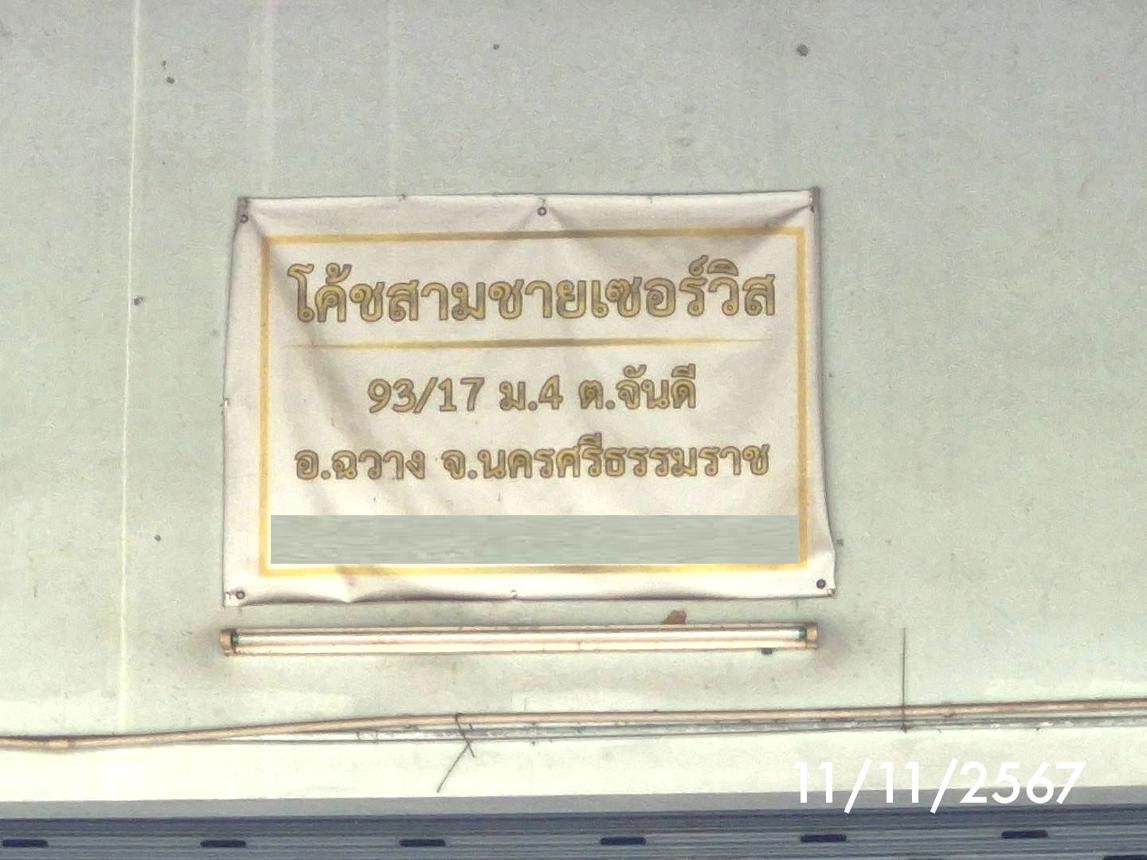 โค้ชสามชายเซอร์วิส
93/17 ม.4 ต.จันดี
อ.ฉวาง จ.นครศรีธรรมราช
11/11/2567